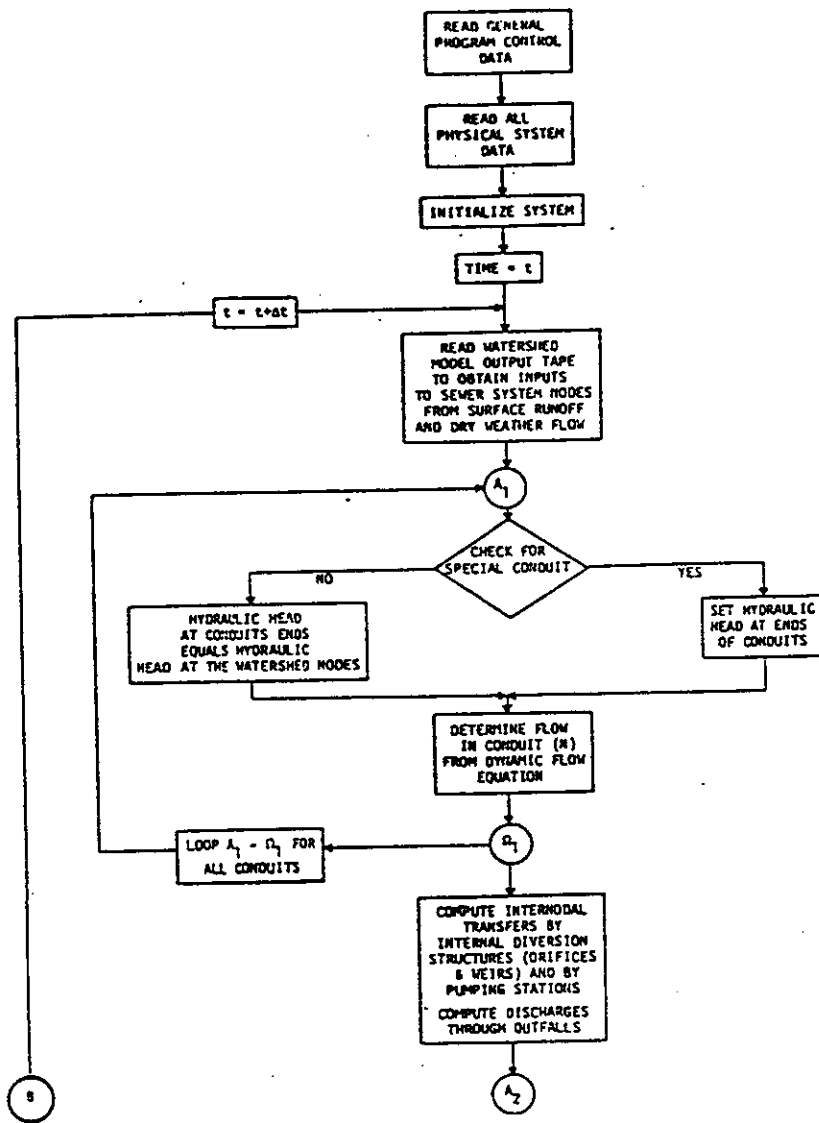 READ GENERAL
PROGRAM CONTROL
DATA
READ ALL
PHYSICAL SYSTEM
DATA
INITIALIZE SYSTEM
TIME = t
t = t+Δt
READ WATERSHED
MODEL OUTPUT TAPE
TO OBTAIN INPUTS
TO SEWER SYSTEM NODES
FROM SURFACE RUNOFF
AND DRY WEATHER FLOW
A1
CHECK FOR
SPECIAL CONDUIT
NO
YES
HYDRAULIC HEAD
AT CONDUITS ENDS
EQUALS HYDRAULIC
HEAD AT THE WATERSHED NODES
SET HYDRAULIC
HEAD AT ENDS
OF CONDUITS
DETERMINE FLOW
IN CONDUIT (N)
FROM DYNAMIC FLOW
EQUATION
LOOP A1 - Ω1 FOR
ALL CONDUITS
Ω1
COMPUTE INTERNODAL
TRANSFERS BY
INTERNAL DIVERSION
STRUCTURES (ORIFICES
& WEIRS) AND BY
PUMPING STATIONS
COMPUTE DISCHARGES
THROUGH OUTFALLS
A2